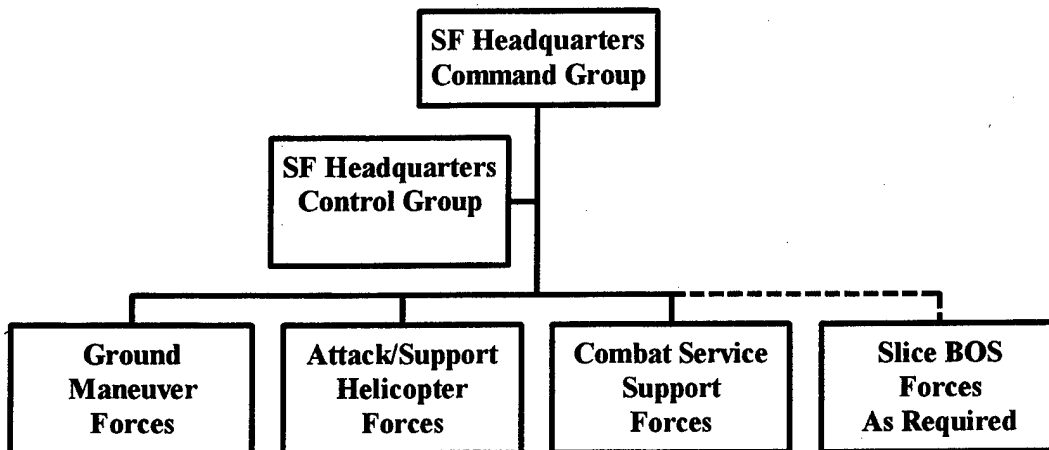 SF Headquarters
Command Group
SF Headquarters
Control Group
Ground
Maneuver
Forces
Attack/Support
Helicopter
Forces
Combat Service
Support
Forces
Slice BOS
Forces
As Required